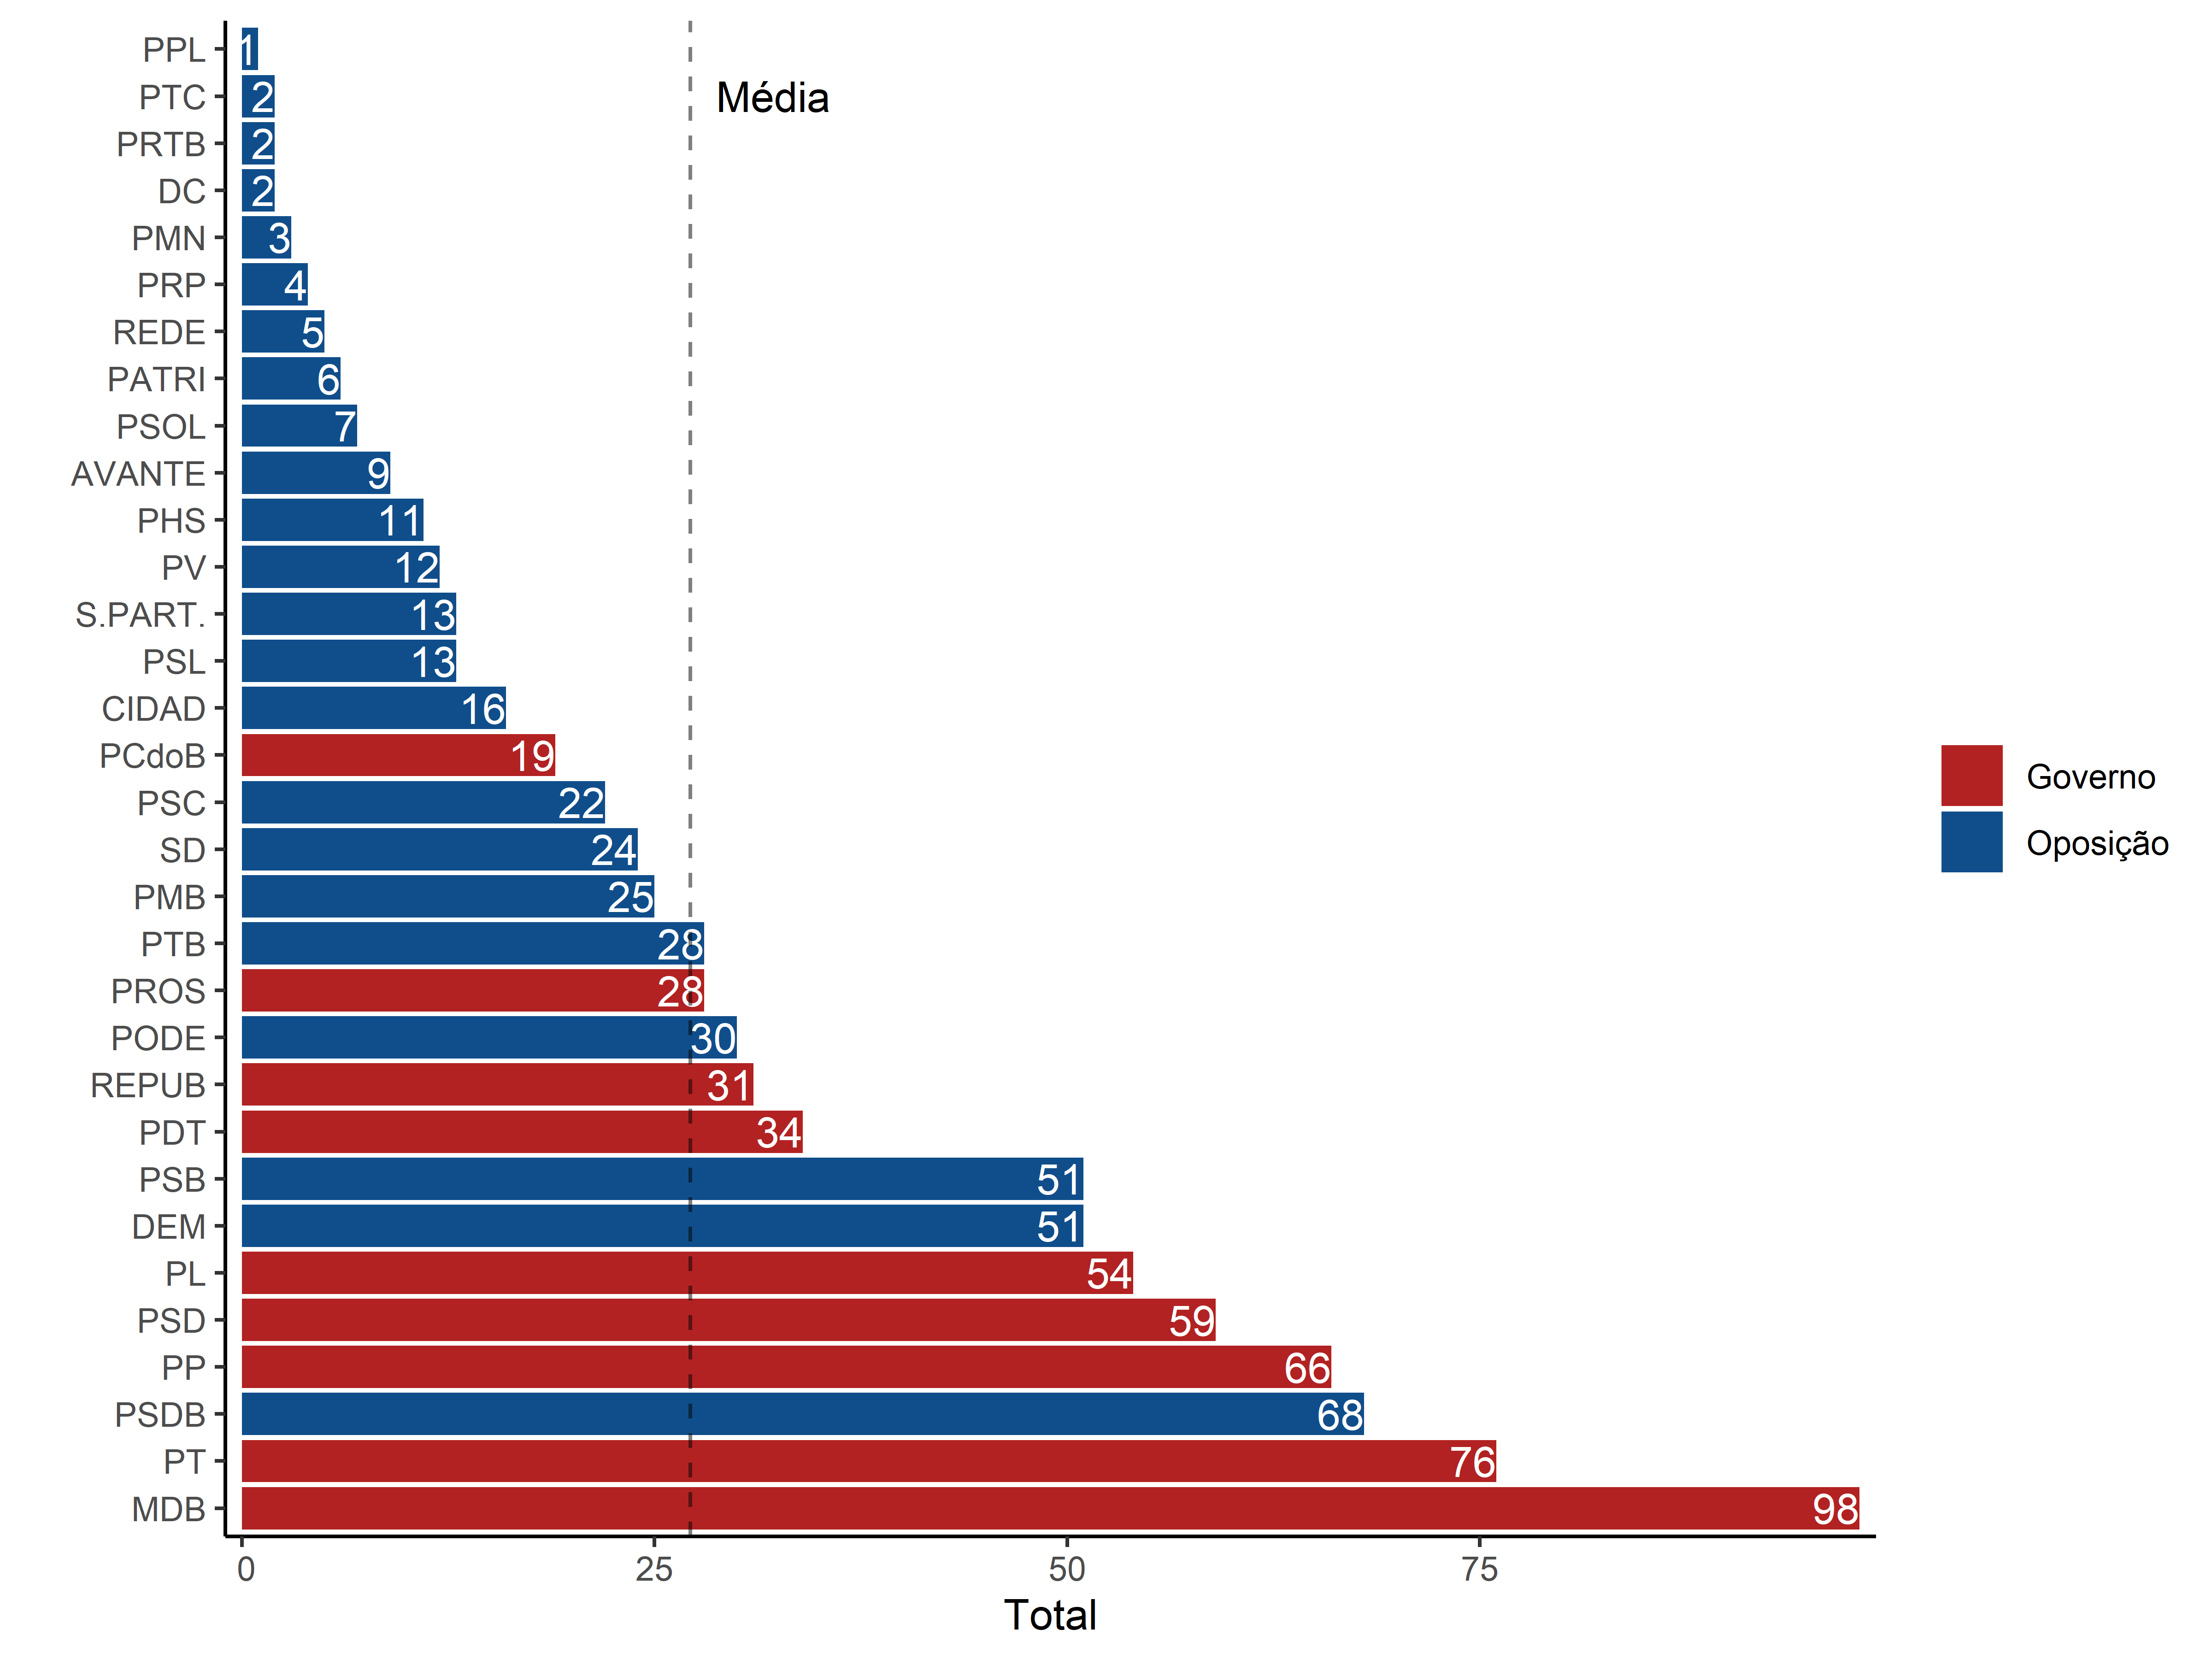 PPL 1
PTC 2 Média
PRTB 2
DC 2
PMN 3
PRP 4
REDE 5
PATRI 6
PSOL 7
AVANTE 9
PHS 11
PV 12
S.PART. 13
PSL 13
CIDAD 16
PCdoB 19
PSC 22
SD 24
PMB 25
PTB 28
PROS 28
PODE 30
REPUB 31
PDT 34
PSB 51
DEM 51
PL 54
PSD 59
PP 66
PSDB 68
PT 76
MDB 98
0 25 50 75
Total
Governo
Oposição